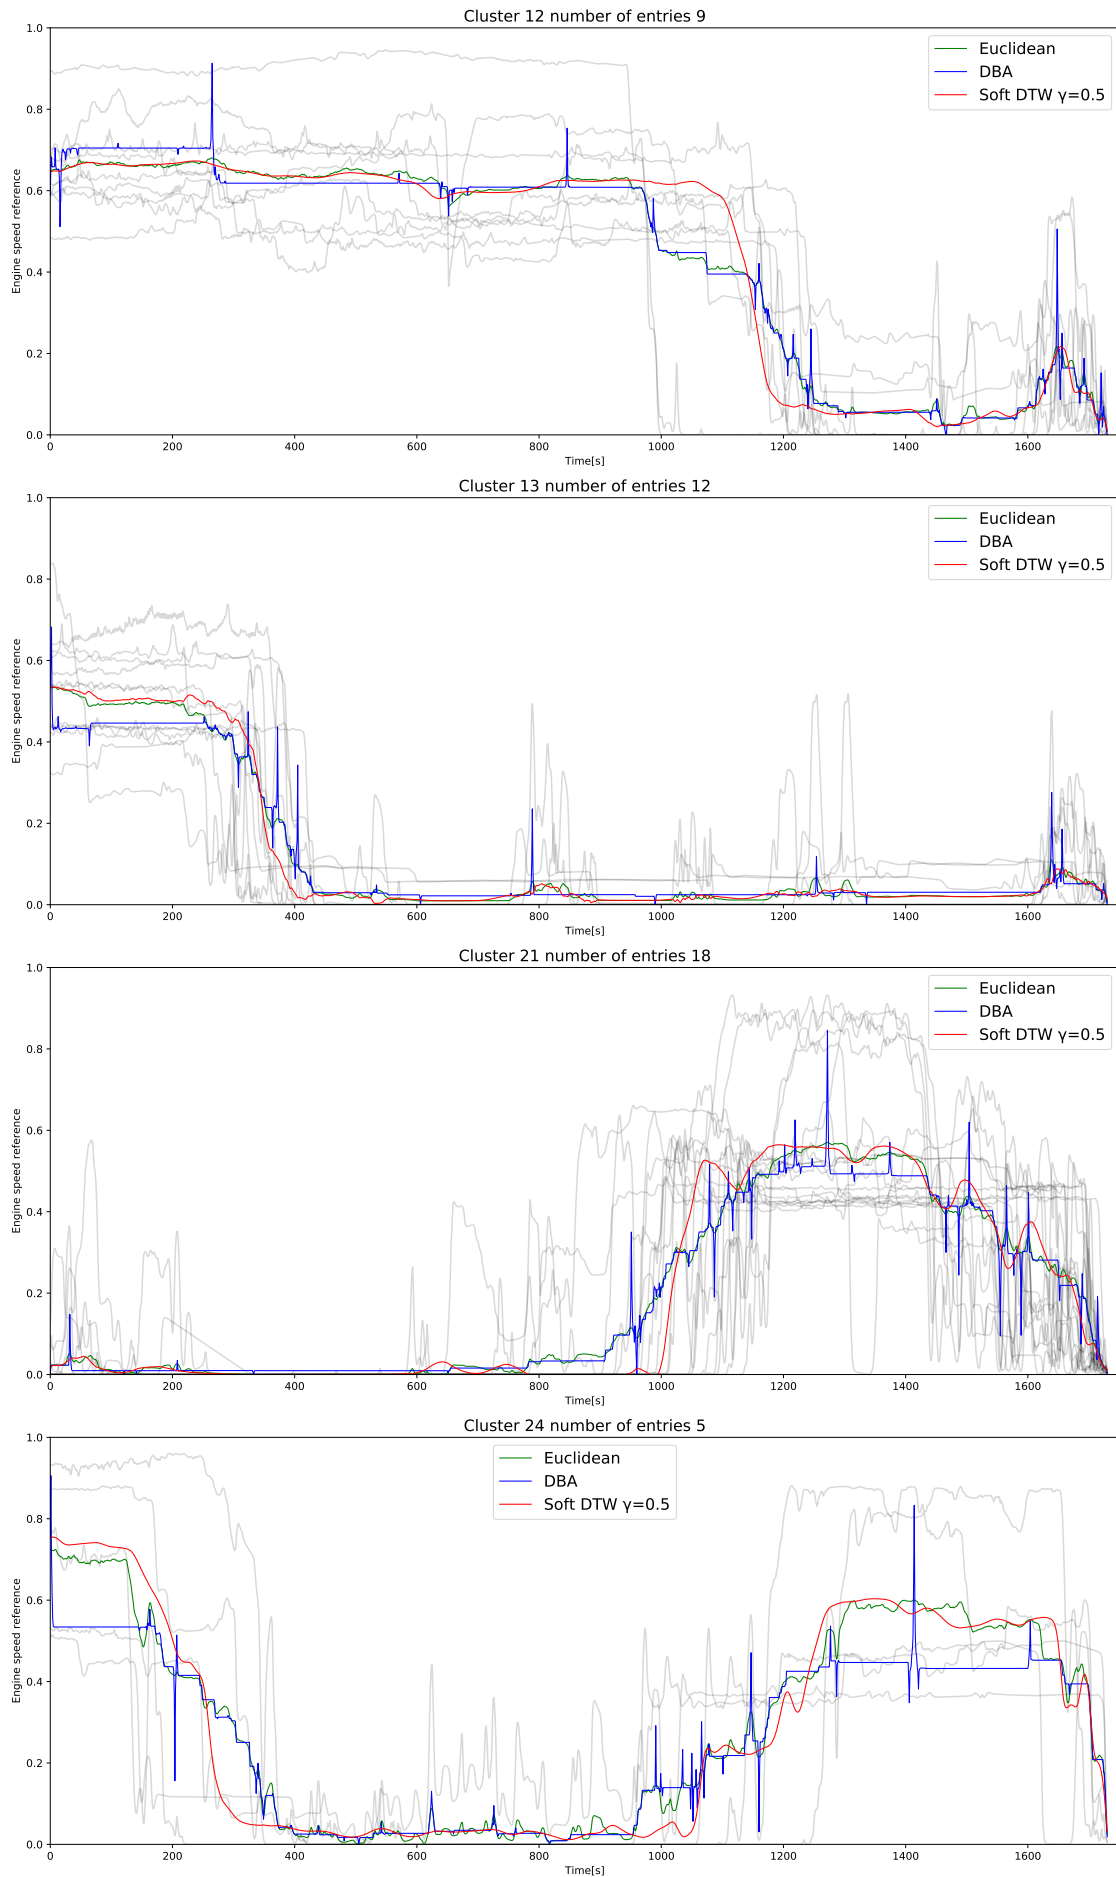 Cluster 12 number of entries 9
1.0
0.8
0.6
0.4
0.2
0.0
Engine speed reference
Euclidean
DBA
Soft DTW γ=0.5
0 200 400 600 800 1000 1200 1400 1600
Time[s]
Cluster 13 number of entries 12
1.0
0.8
0.6
0.4
0.2
0.0
Engine speed reference
Euclidean
DBA
Soft DTW γ=0.5
0 200 400 600 800 1000 1200 1400 1600
Time[s]
Cluster 21 number of entries 18
1.0
0.8
0.6
0.4
0.2
0.0
Engine speed reference
Euclidean
DBA
Soft DTW γ=0.5
0 200 400 600 800 1000 1200 1400 1600
Time[s]
Cluster 24 number of entries 5
1.0
0.8
0.6
0.4
0.2
0.0
Engine speed reference
Euclidean
DBA
Soft DTW γ=0.5
0 200 400 600 800 1000 1200 1400 1600
Time[s]